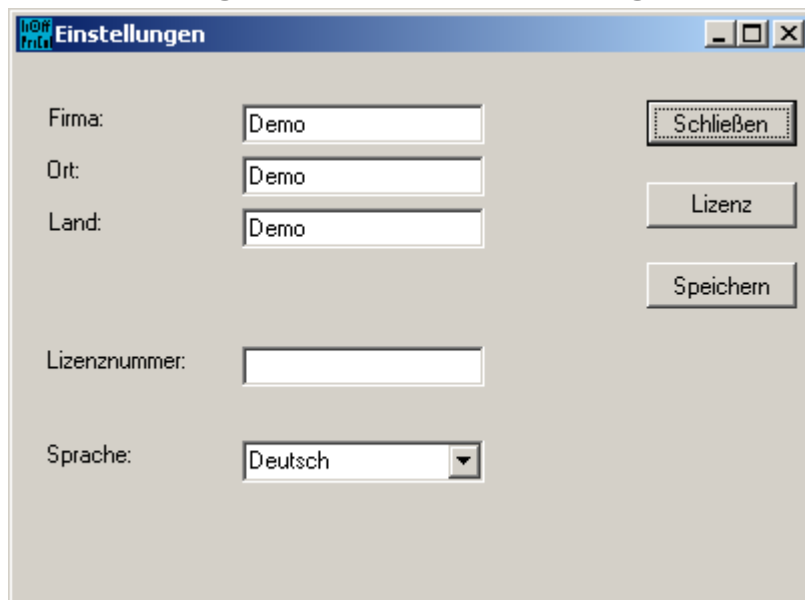 Einstellungen
Firma: Demo
Schließen
Ort: Demo
Land: Demo
Lizenz
Speichern
Lizenznummer:
Sprache: Deutsch